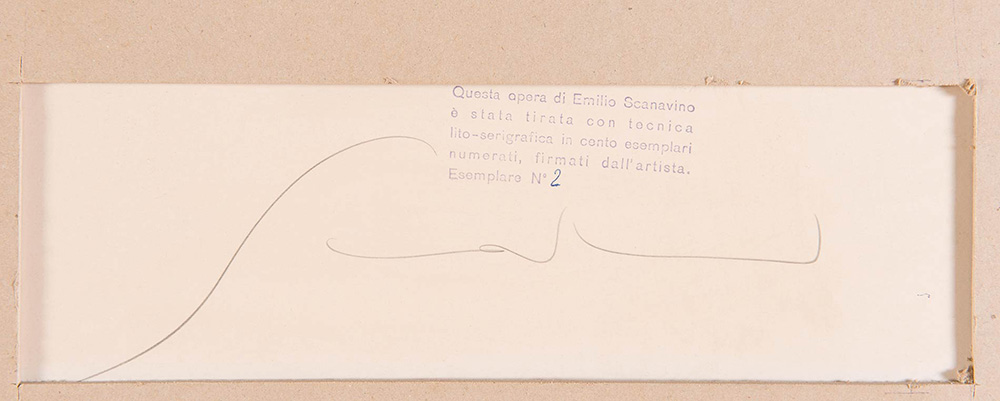 Questa opera di Emilio Scanavino
è stata tirata con tecnica
lito-serigrafica in cento esemplari
numerati, firmati dall'artista.
Esemplare N° 2